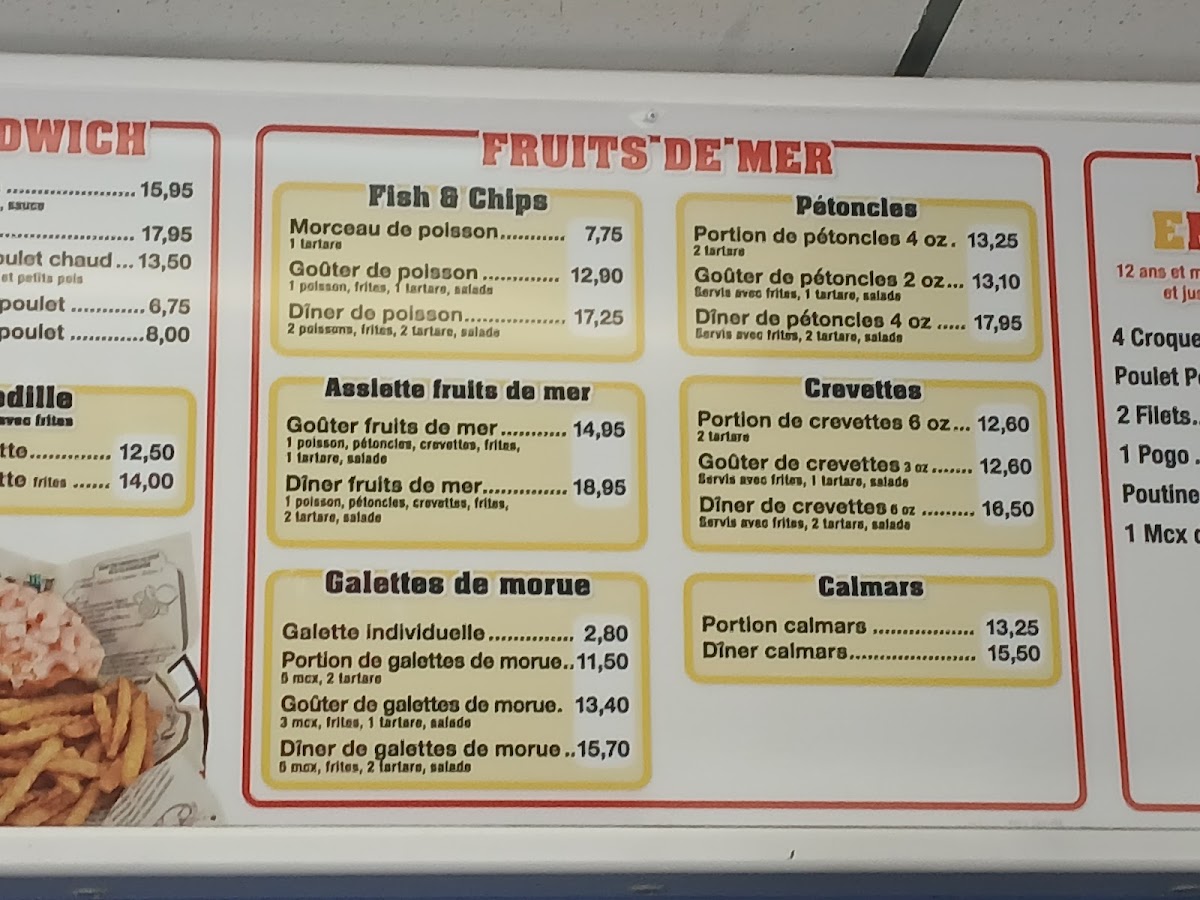 DWICH
15,95
, sauce
17,95
oulet chaud ... 13,50
et petits pois
poulet ............ 6,75
poulet ............ 8,00
dille
avec frites
tte............. 12,50
tte frites ...... 14,00
FRUITS DE MER
Fish & Chips
Morceau de poisson........... 7,75
1 tartare
Goûter de poisson ............ 12,90
1 poisson, frites, 1 tartare, salade
Dîner de poisson................ 17,25
2 poissons, frites, 2 tartare, salade
Assiette fruits de mer
Goûter fruits de mer ........... 14,95
1 poisson, pétoncles, crevettes, frites,
1 tartare, salade
Dîner fruits de mer............. 18,95
1 poisson, pétoncles, crevettes, frites,
2 tartare, salade
Galettes de morue
Galette individuelle.............. 2,80
Portion de galettes de morue.. 11,50
5 mcx, 2 tartare
Goûter de galettes de morue. 13,40
3 mcx, frites, 1 tartare, salade
Dîner de galettes de morue .. 15,70
5 mcx, frites, 2 tartare, salade
Pétoncles
Portion de pétoncles 4 oz . 13,25
2 tartare
Goûter de pétoncles 2 oz... 13,10
Servis avec frites, 1 tartare, salade
Dîner de pétoncles 4 oz ..... 17,95
Servis avec frites, 2 tartare, salade
Crevettes
Portion de crevettes 6 oz... 12,60
2 tartare
Goûter de crevettes 3 oz ....... 12,60
Servis avec frites, 1 tartare, salade
Dîner de crevettes 6 oz ......... 16,50
Servis avec frites, 2 tartare, salade
Calmars
Portion calmars ................. 13,25
Dîner calmars...................... 15,50
E
12 ans et m
et jus
4 Croque
Poulet P
2 Filets..
1 Pogo .
Poutine
1 Mcx d